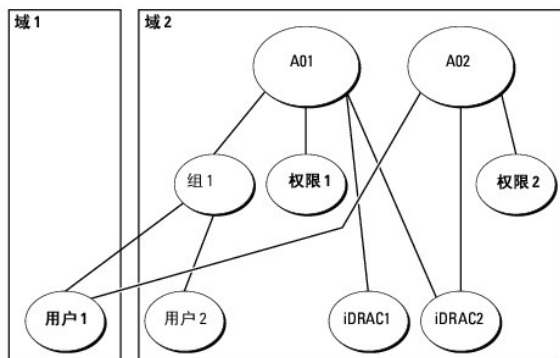 域 1
域 2
A01
A02
组 1
权限 1
权限 2
用户 1
用户 2
iDRAC1
iDRAC2